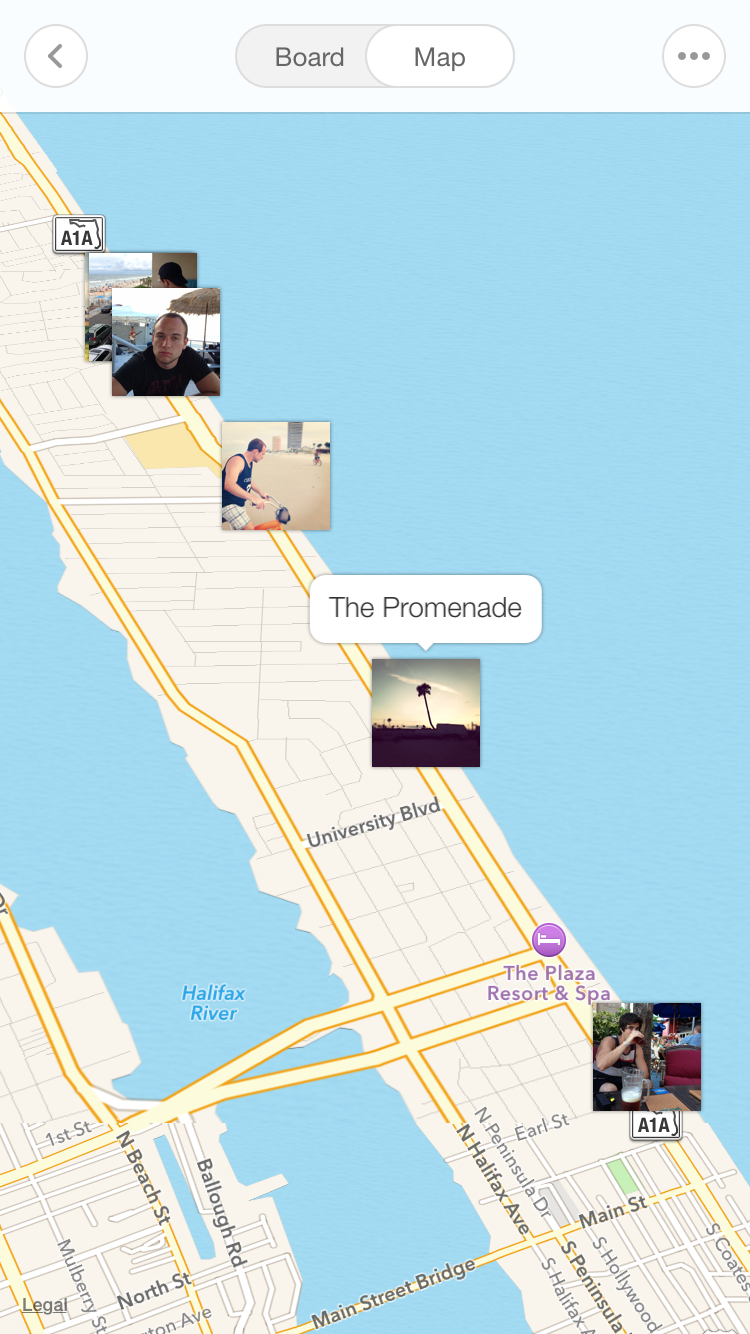 Board
Map
A1A
The Promenade
University Blvd
The Plaza
Resort & Spa
Halifax
River
A1A
Earl St
N Peninsula Dr
1st St
N Halifax Ave
N Beach St
Ballough Rd
Main St
S Coates
S Hollywood
S Peninsula
S Halifax A
Main Street Bridge
Mulberry St
North St
ton Ave
Legal